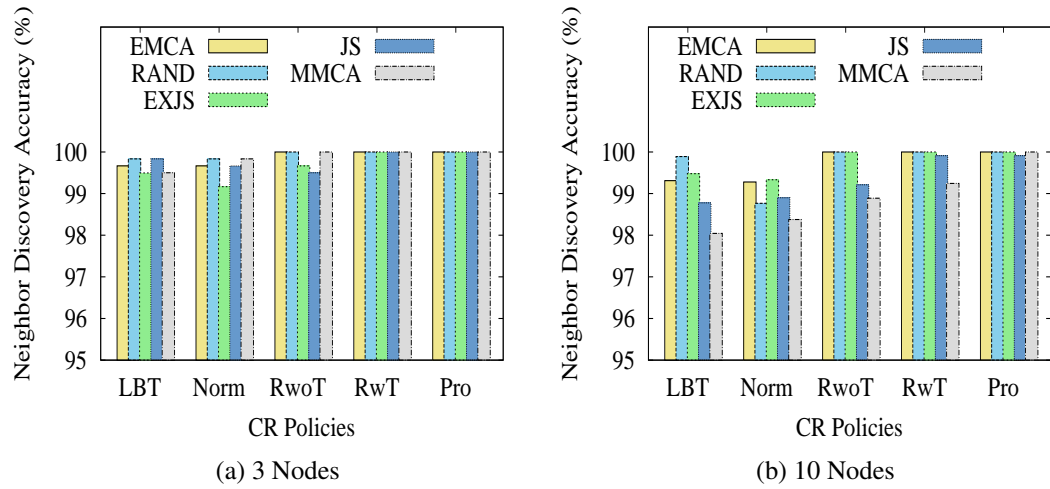 Neighbor Discovery Accuracy (%)
EMCA
RAND
EXJS
JS
MMCA
100
99
98
97
96
95
LBT Norm RwoT RwT Pro
CR Policies
(a) 3 Nodes
Neighbor Discovery Accuracy (%)
EMCA
RAND
EXJS
JS
MMCA
100
99
98
97
96
95
LBT Norm RwoT RwT Pro
CR Policies
(b) 10 Nodes